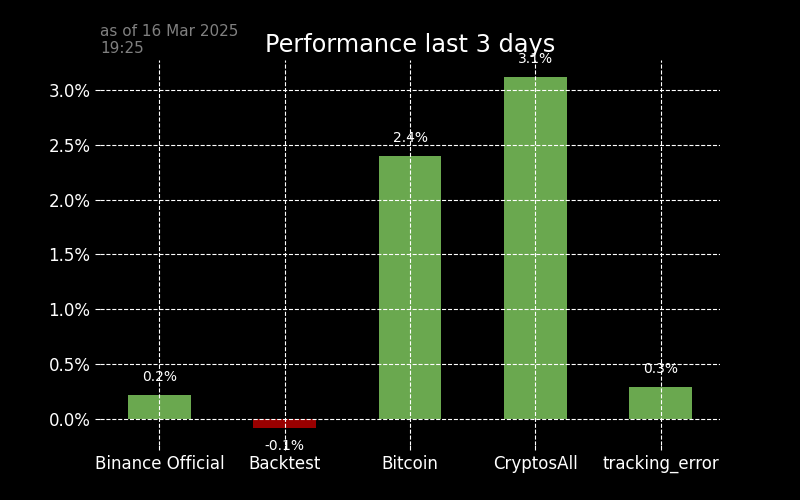 as of 16 Mar 2025
19:25
Performance last 3 days
3.1%
3.0%
2.5%
2.4%
2.0%
1.5%
1.0%
0.5%
0.3%
0.2%
0.0%
-0.1%
Binance Official
Backtest
Bitcoin
CryptosAll
tracking_error